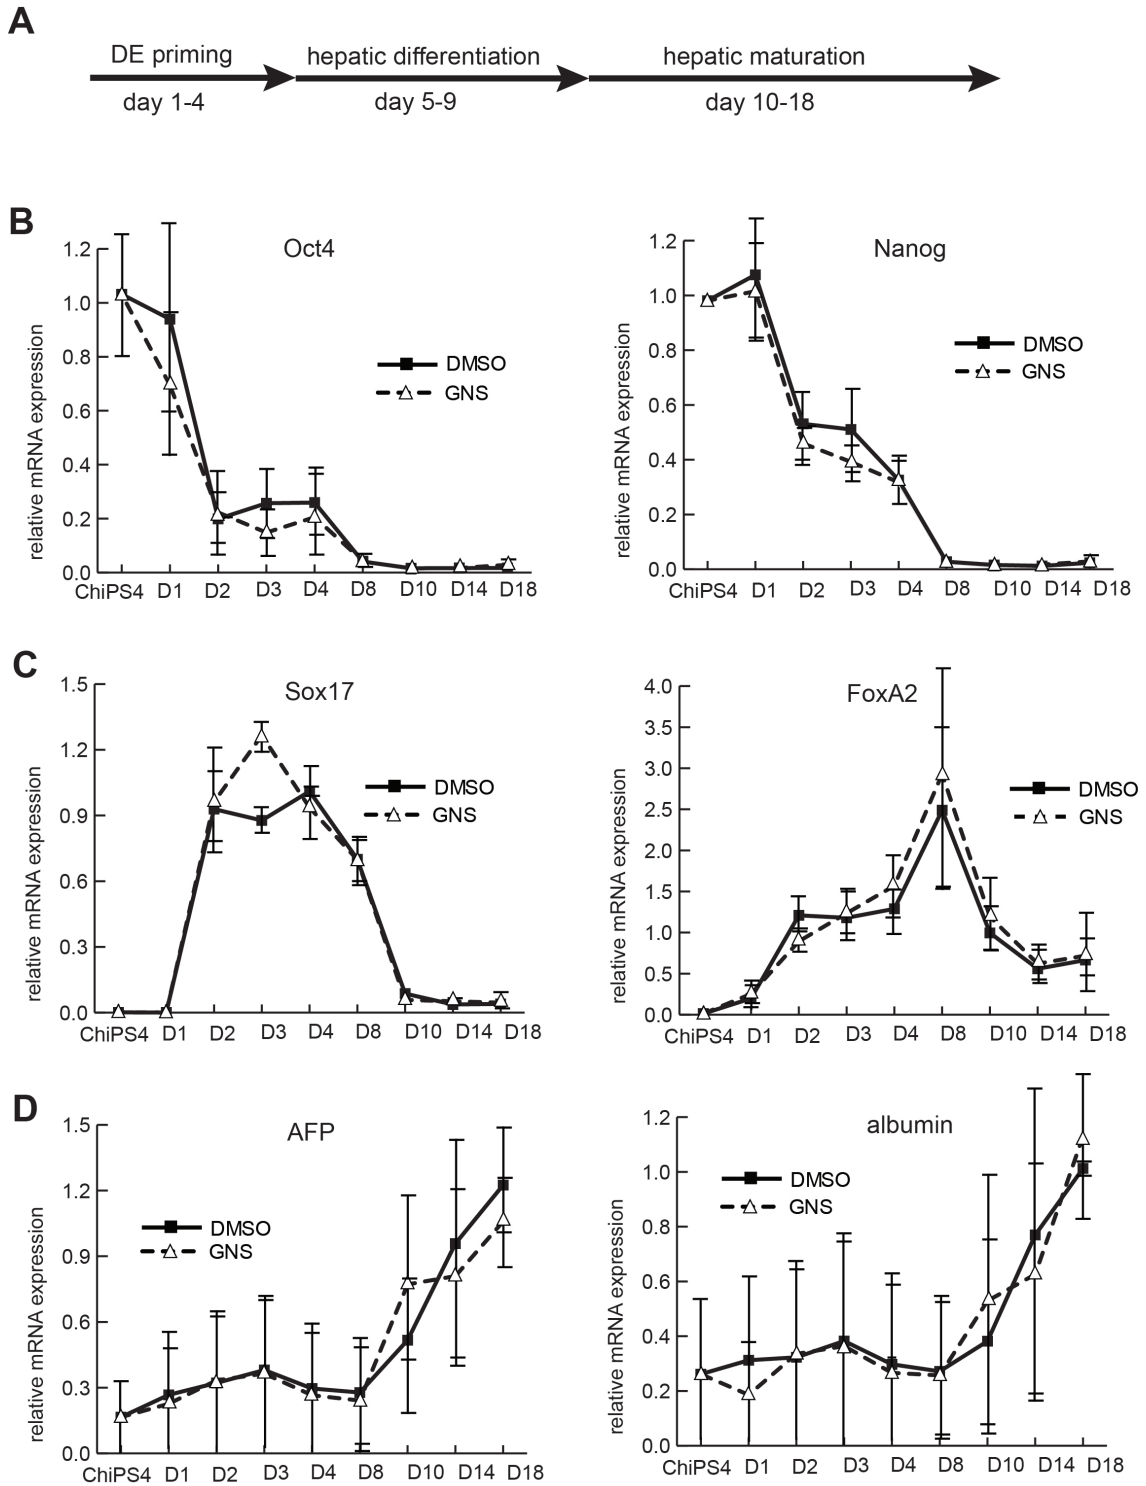 A
DE priming
hepatic differentiation
hepatic maturation
day 1-4
day 5-9
day 10-18
B
Oct4
relative mRNA expression
1.2
1.0
0.8
0.6
0.4
0.2
0.0
DMSO
GNS
ChiPS4 D1 D2 D3 D4 D8 D10 D14 D18
Nanog
relative mRNA expression
1.2
1.0
0.8
0.6
0.4
0.2
0.0
DMSO
GNS
ChiPS4 D1 D2 D3 D4 D8 D10 D14 D18
C
Sox17
relative mRNA expression
1.5
1.2
0.9
0.6
0.3
0.0
DMSO
GNS
ChiPS4 D1 D2 D3 D4 D8 D10 D14 D18
FoxA2
relative mRNA expression
4.0
3.5
3.0
2.5
2.0
1.5
1.0
0.5
0.0
DMSO
GNS
ChiPS4 D1 D2 D3 D4 D8 D10 D14 D18
D
AFP
relative mRNA expression
1.5
1.2
0.9
0.6
0.3
0.0
DMSO
GNS
ChiPS4 D1 D2 D3 D4 D8 D10 D14 D18
albumin
relative mRNA expression
1.2
1.0
0.8
0.6
0.4
0.2
0.0
DMSO
GNS
ChiPS4 D1 D2 D3 D4 D8 D10 D14 D18